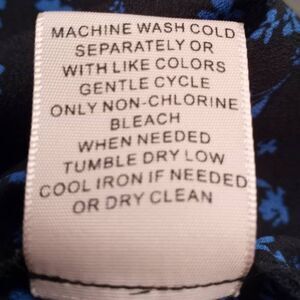 MACHINE WASH COLD
SEPARATELY OR
WITH LIKE COLORS
GENTLE CYCLE
ONLY NON-CHLORINE
BLEACH
WHEN NEEDED
TUMBLE DRY LOW
COOL IRON IF NEEDED
OR DRY CLEAN